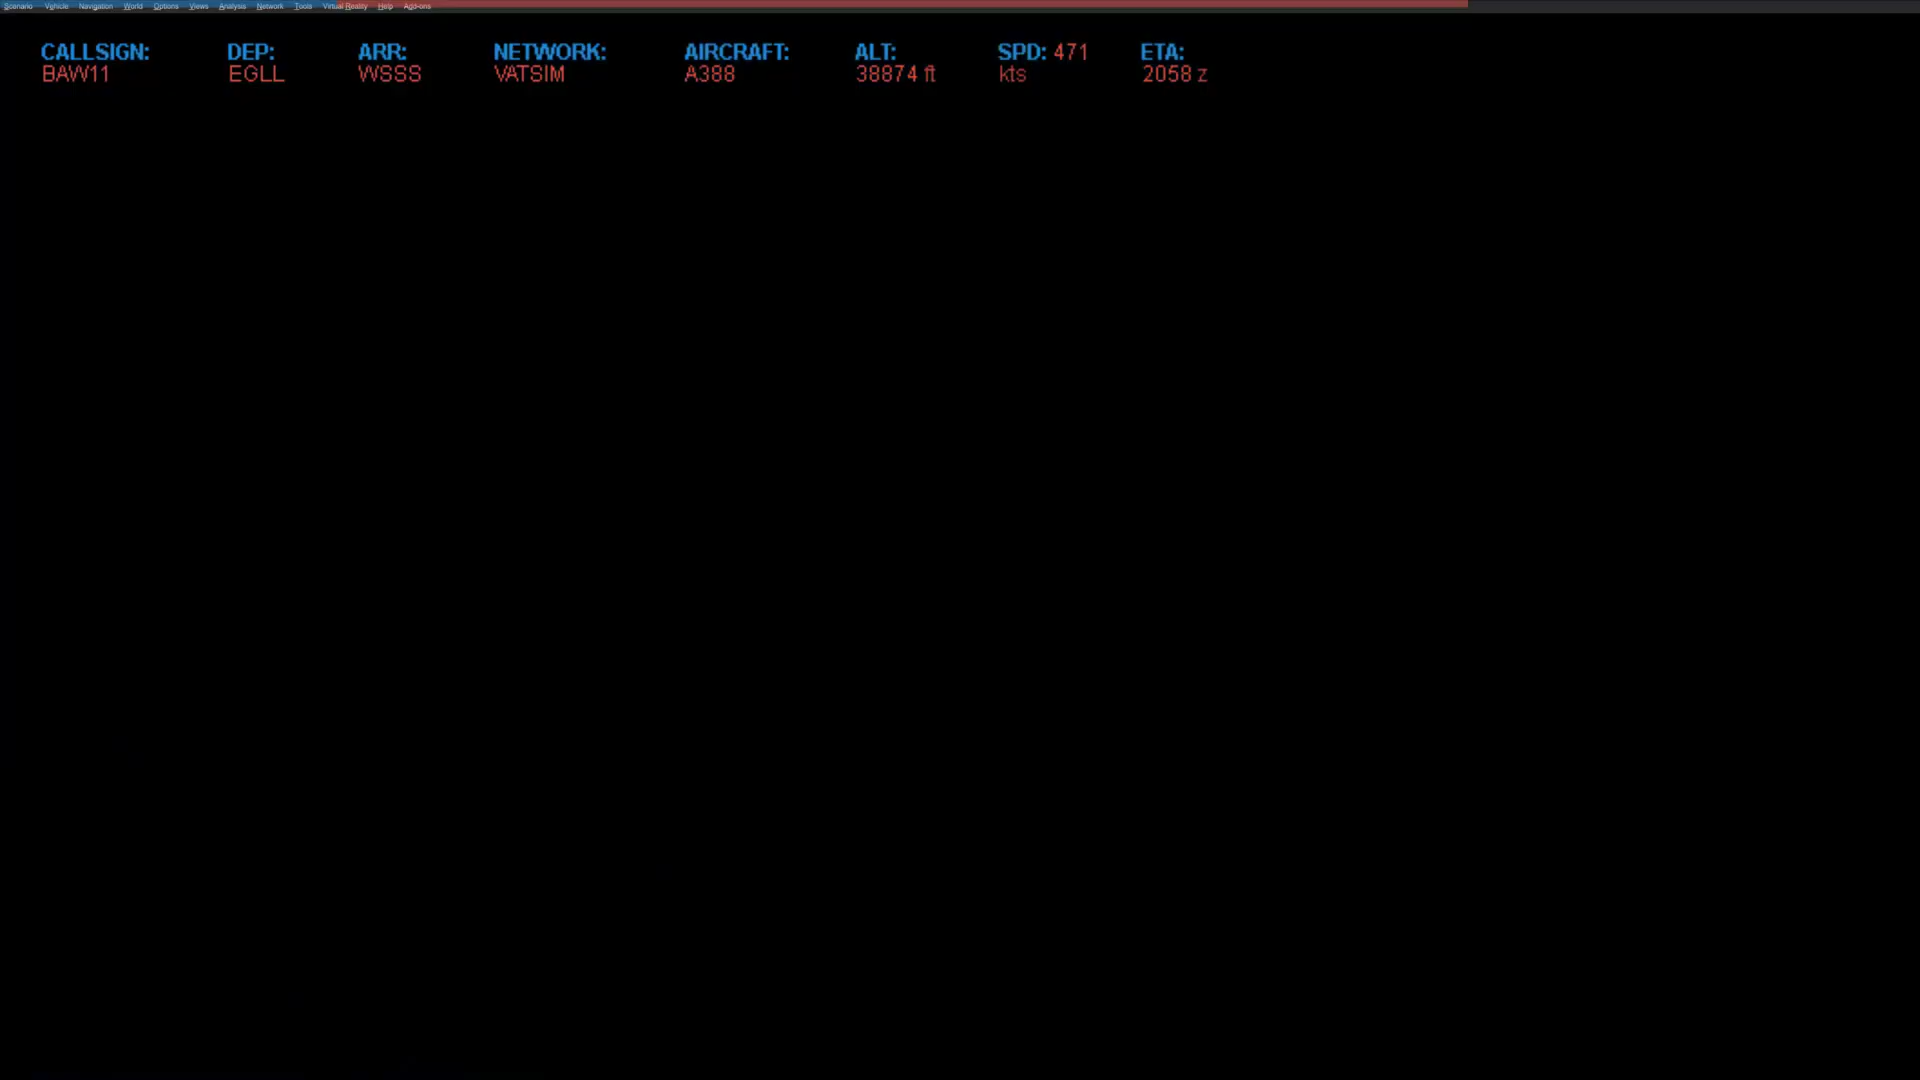 Scenario Vehicle Navigation World Options Views Analysis Network Tools Virtual Reality Help Add-ons
CALLSIGN: DEP: ARR: NETWORK: AIRCRAFT: ALT: SPD: 471 ETA:
BAW11 EGLL WSSS VATSIM A388 38874 ft kts 2058 z